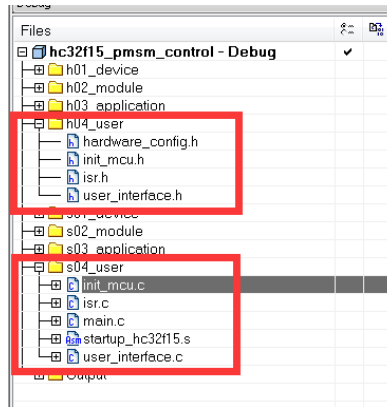 Debug
Files
hc32f15_pmsm_control - Debug
h01_device
h02_module
h03_application
h04_user
hardware_config.h
init_mcu.h
isr.h
user_interface.h
s01_device
s02_module
s03_application
s04_user
init_mcu.c
isr.c
main.c
startup_hc32f15.s
user_interface.c
Output